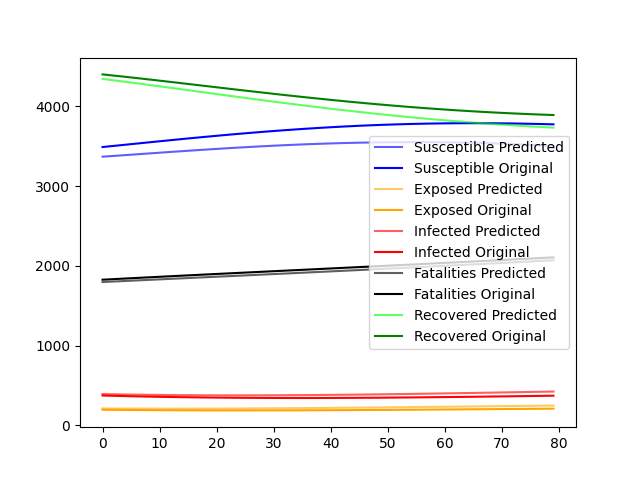 4000
3000
2000
1000
0
Susceptible Predicted
Susceptible Original
Exposed Predicted
Exposed Original
Infected Predicted
Infected Original
Fatalities Predicted
Fatalities Original
Recovered Predicted
Recovered Original
0 10 20 30 40 50 60 70 80